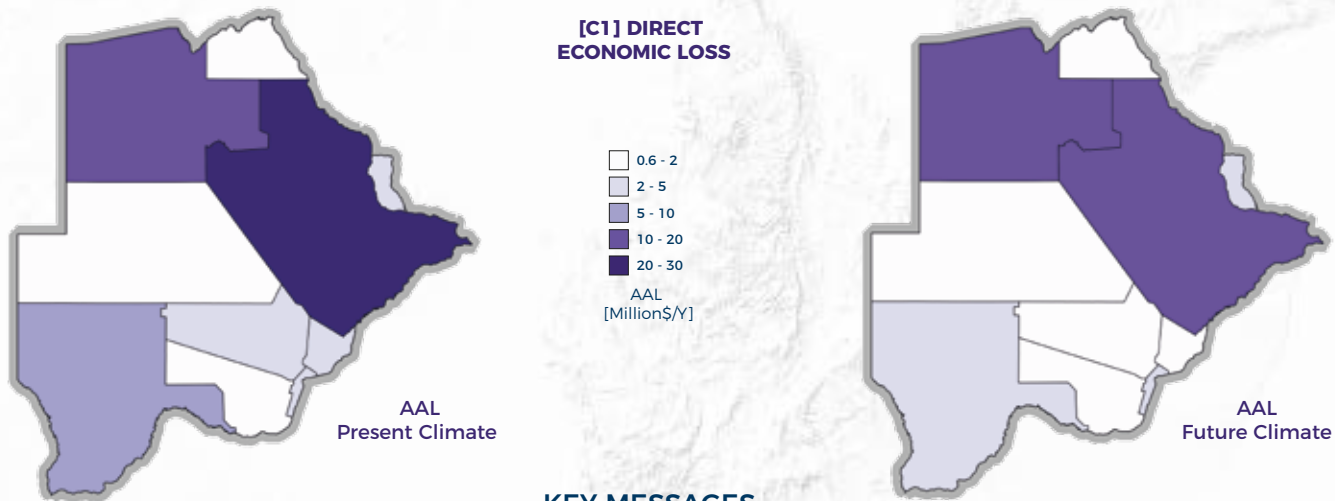 [C1] DIRECT
ECONOMIC LOSS
0.6 - 2
2 - 5
5 - 10
10 - 20
20 - 30
AAL
[Million$/Y]
AAL
Present Climate
AAL
Future Climate
KEY MESSAGES